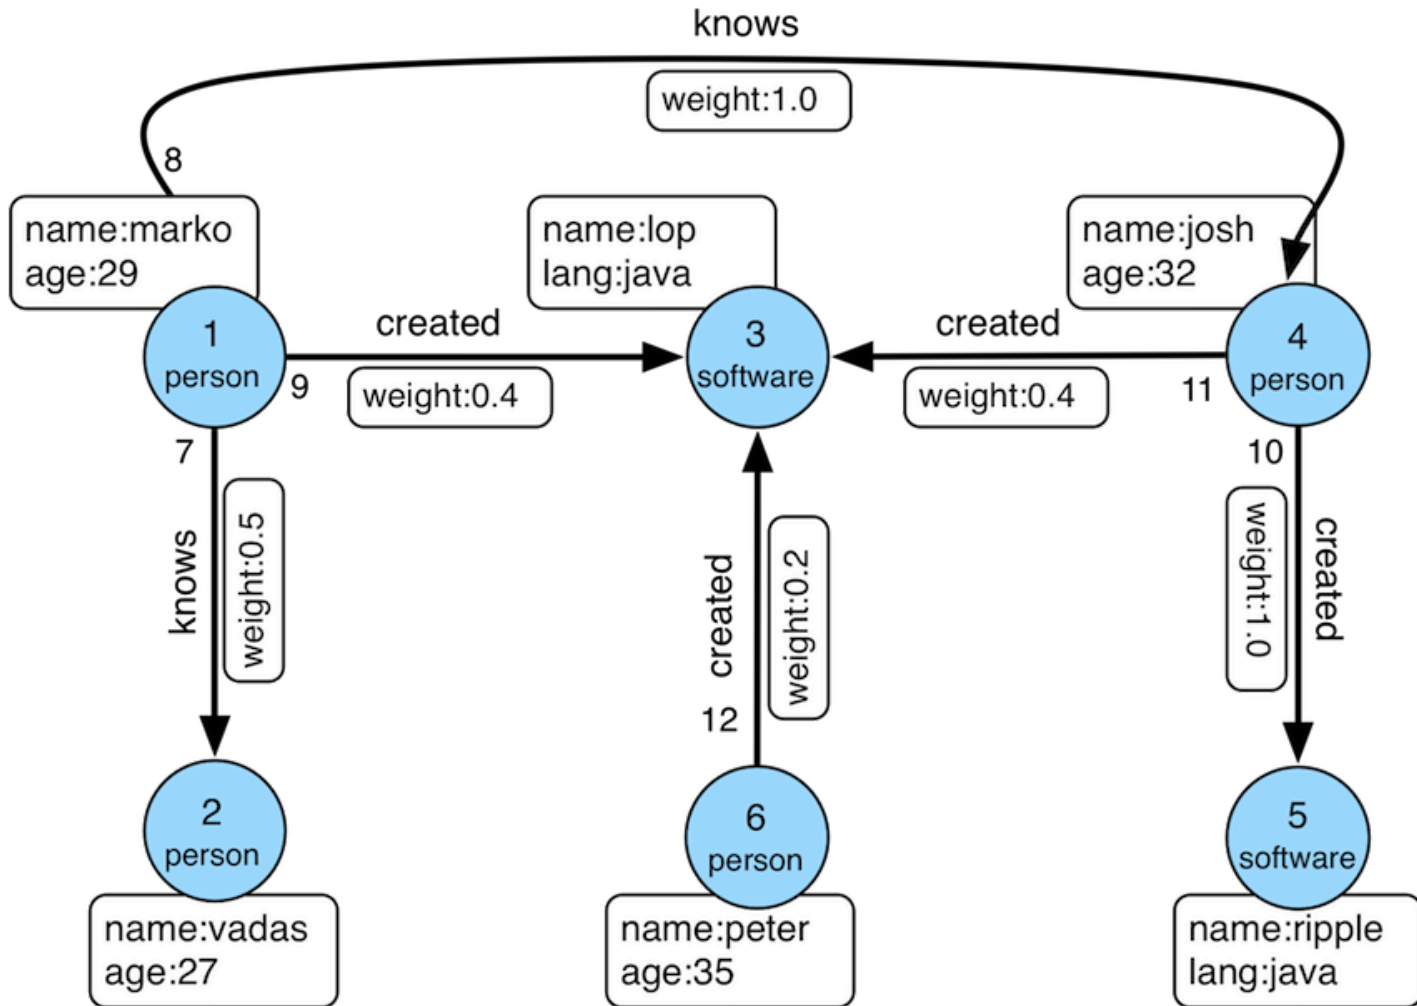 knows
weight:1.0
8
name:marko
age:29
name:lop
lang:java
name:josh
age:32
1
person
created
9
weight:0.4
3
software
created
weight:0.4
11
4
person
7
knows
weight:0.5
created
weight:0.2
12
10
weight:1.0
created
2
person
name:vadas
age:27
6
person
name:peter
age:35
5
software
name:ripple
lang:java